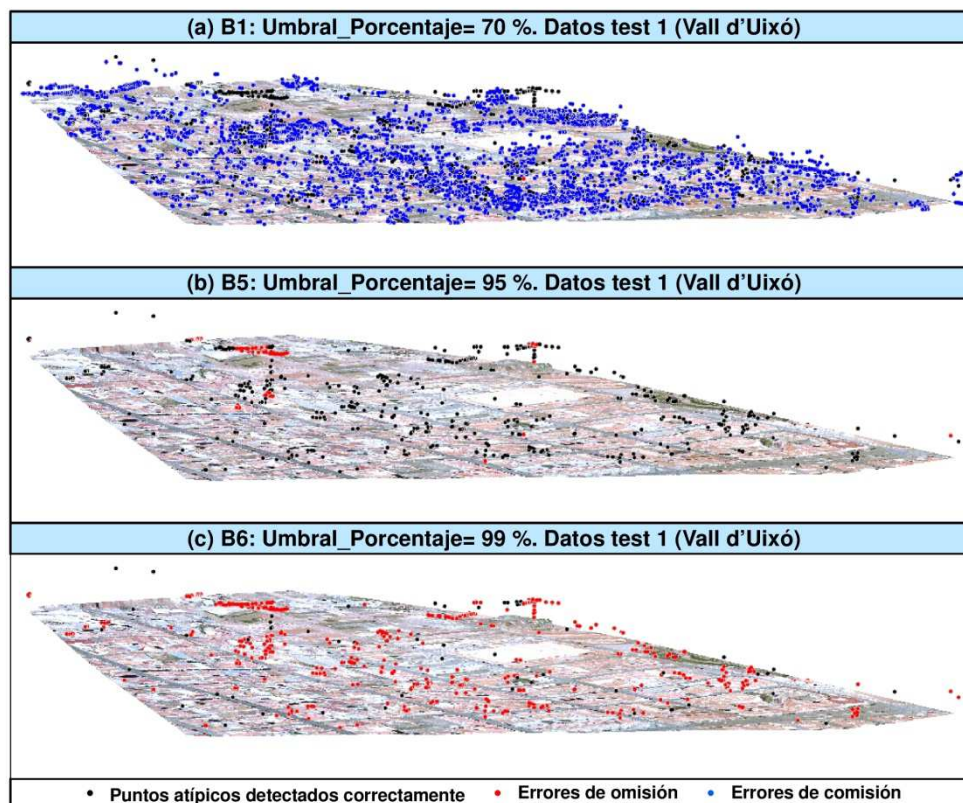 (a) B1: Umbral_Porcentaje= 70 %. Datos test 1 (Vall d'Uixó)
(b) B5: Umbral_Porcentaje= 95 %. Datos test 1 (Vall d'Uixó)
(c) B6: Umbral_Porcentaje= 99 %. Datos test 1 (Vall d'Uixó)
Puntos atípicos detectados correctamente Errores de omisión Errores de comisión